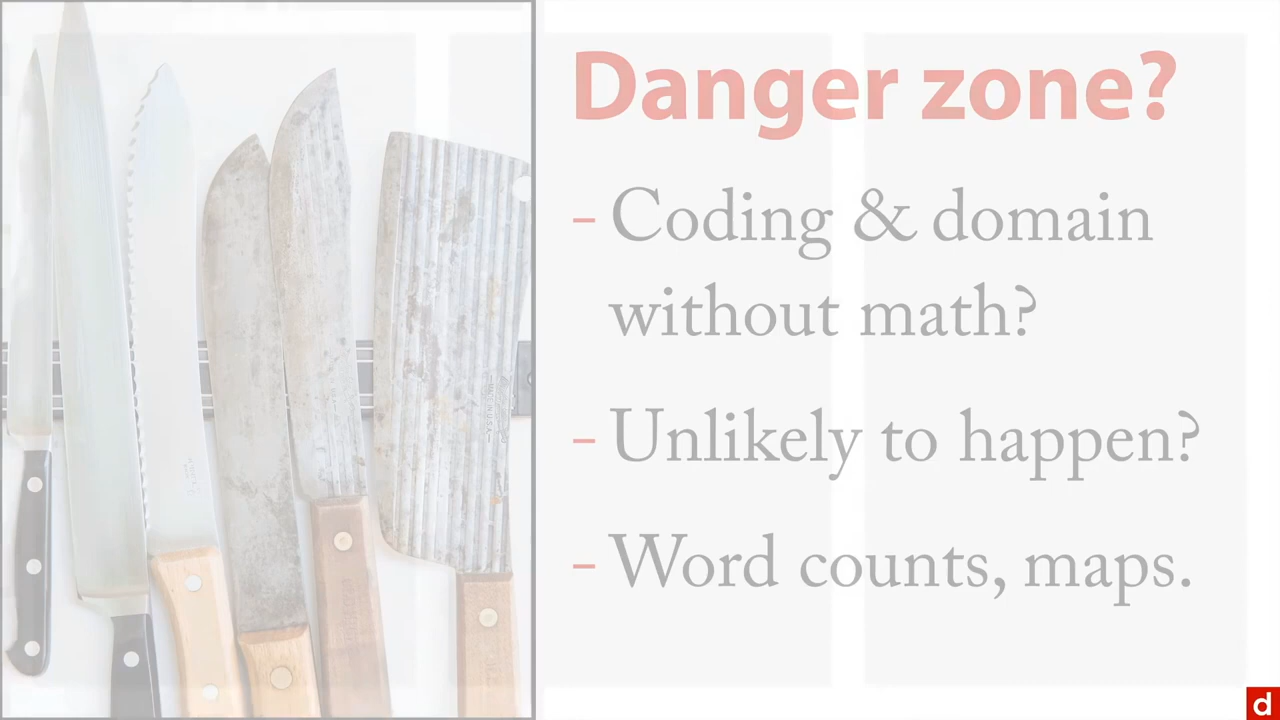 Danger zone?
- Coding & domain
without math?
- Unlikely to happen?
- Word counts, maps.
d